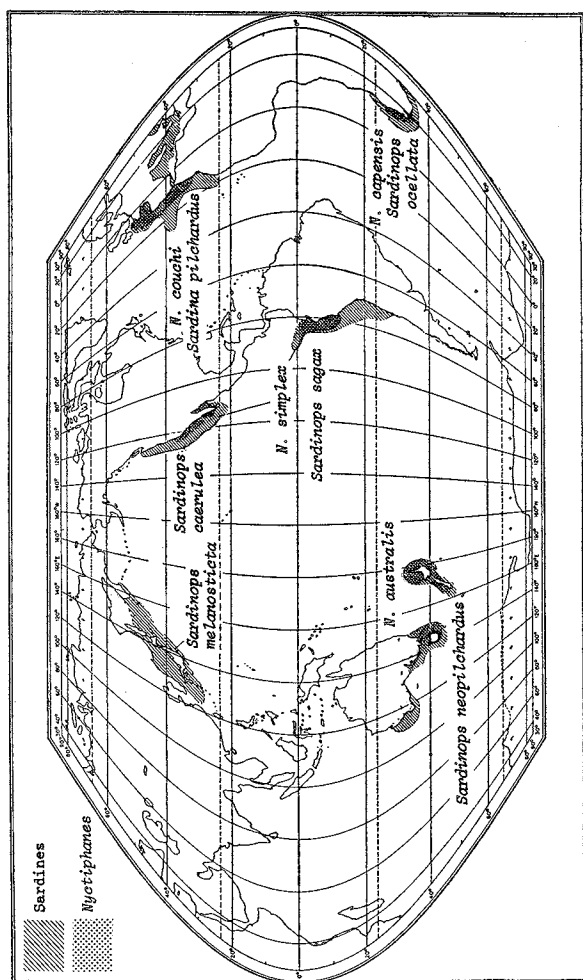 Sardines
Nyctiphanes
Sardinops
melanosticta
Sardinops
caerulea
N. couchi
Sardina pilchardus
N. simplex
Sardinops sagax
N. capensis
Sardinops
ocellata
N. australis
Sardinops neopilchardus